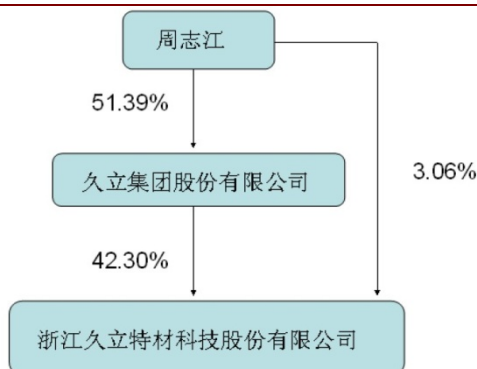 周志江
51.39%
久立集团股份有限公司
3.06%
42.30%
浙江久立特材科技股份有限公司